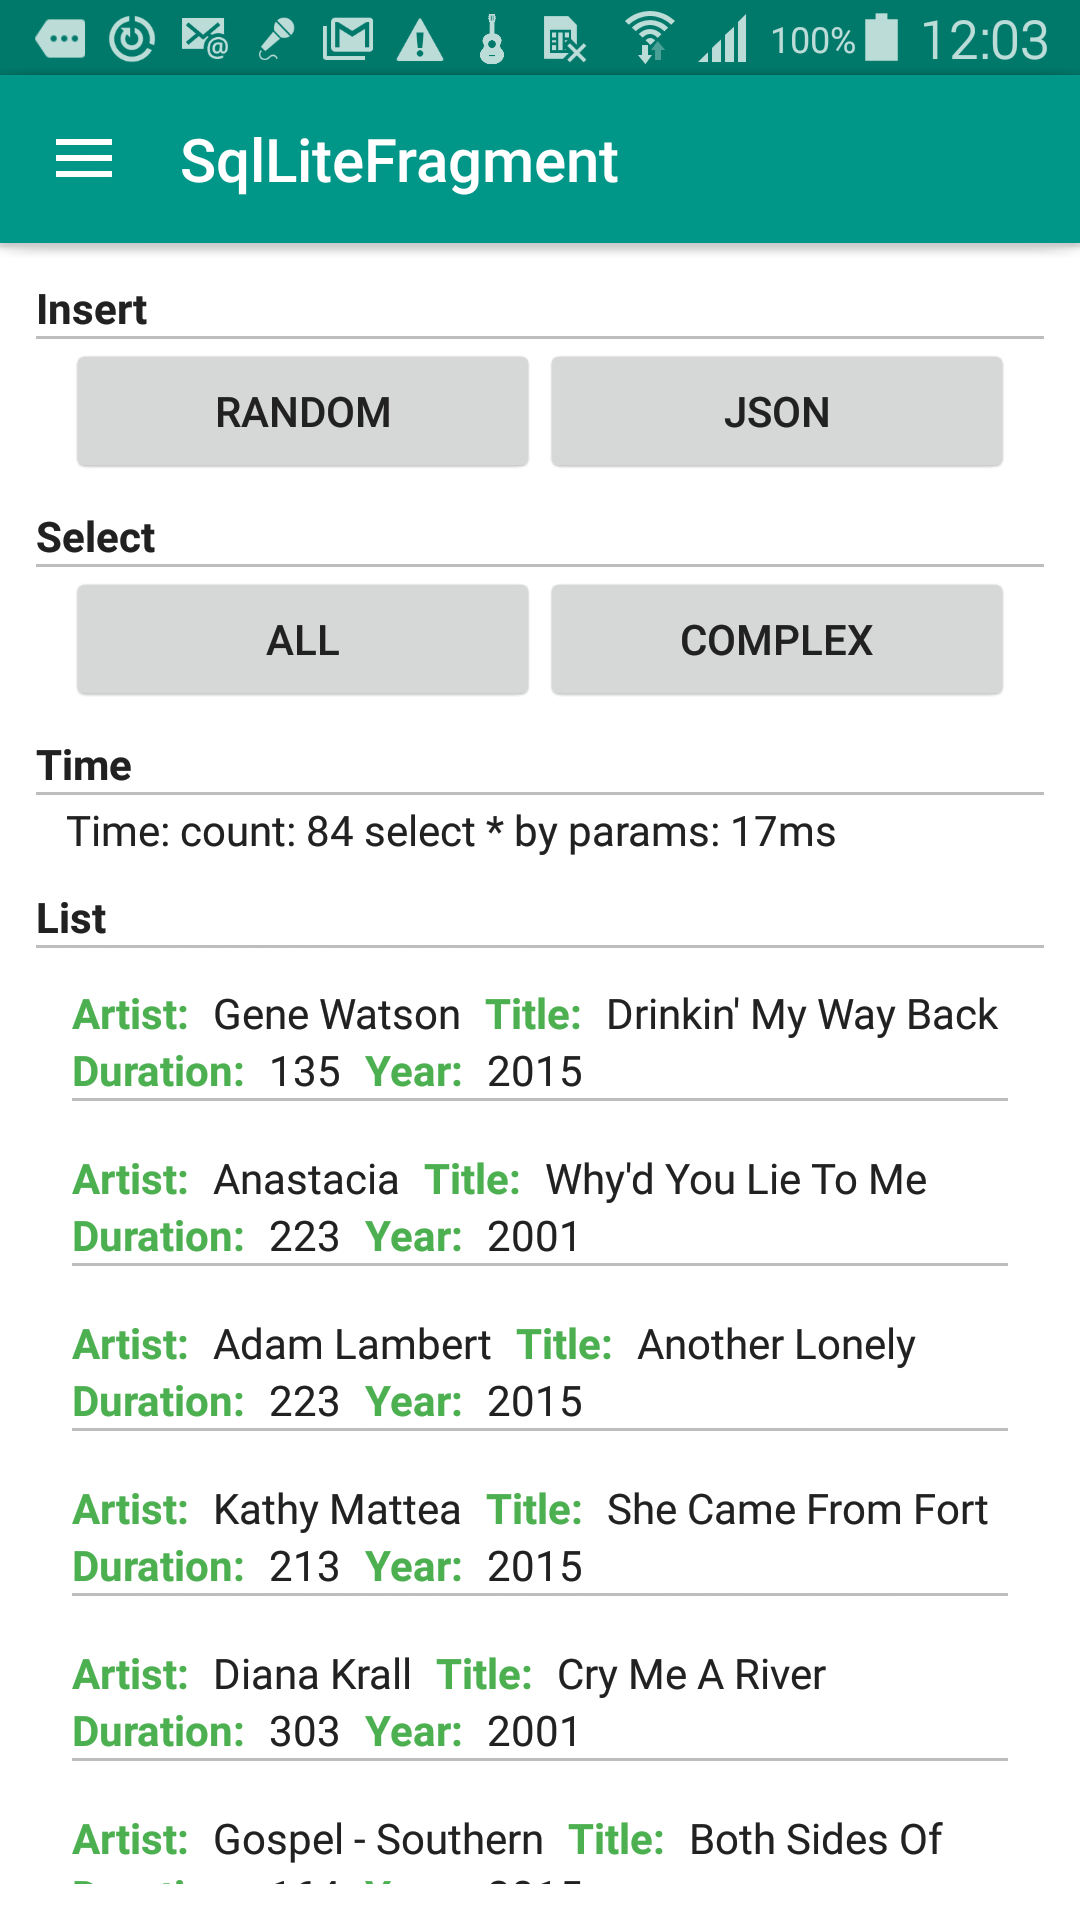 100% 12:03
SqlLiteFragment
Insert
RANDOM JSON
Select
ALL COMPLEX
Time
Time: count: 84 select * by params: 17ms
List
Artist: Gene Watson Title: Drinkin' My Way Back
Duration: 135 Year: 2015
Artist: Anastacia Title: Why'd You Lie To Me
Duration: 223 Year: 2001
Artist: Adam Lambert Title: Another Lonely
Duration: 223 Year: 2015
Artist: Kathy Mattea Title: She Came From Fort
Duration: 213 Year: 2015
Artist: Diana Krall Title: Cry Me A River
Duration: 303 Year: 2001
Artist: Gospel - Southern Title: Both Sides Of